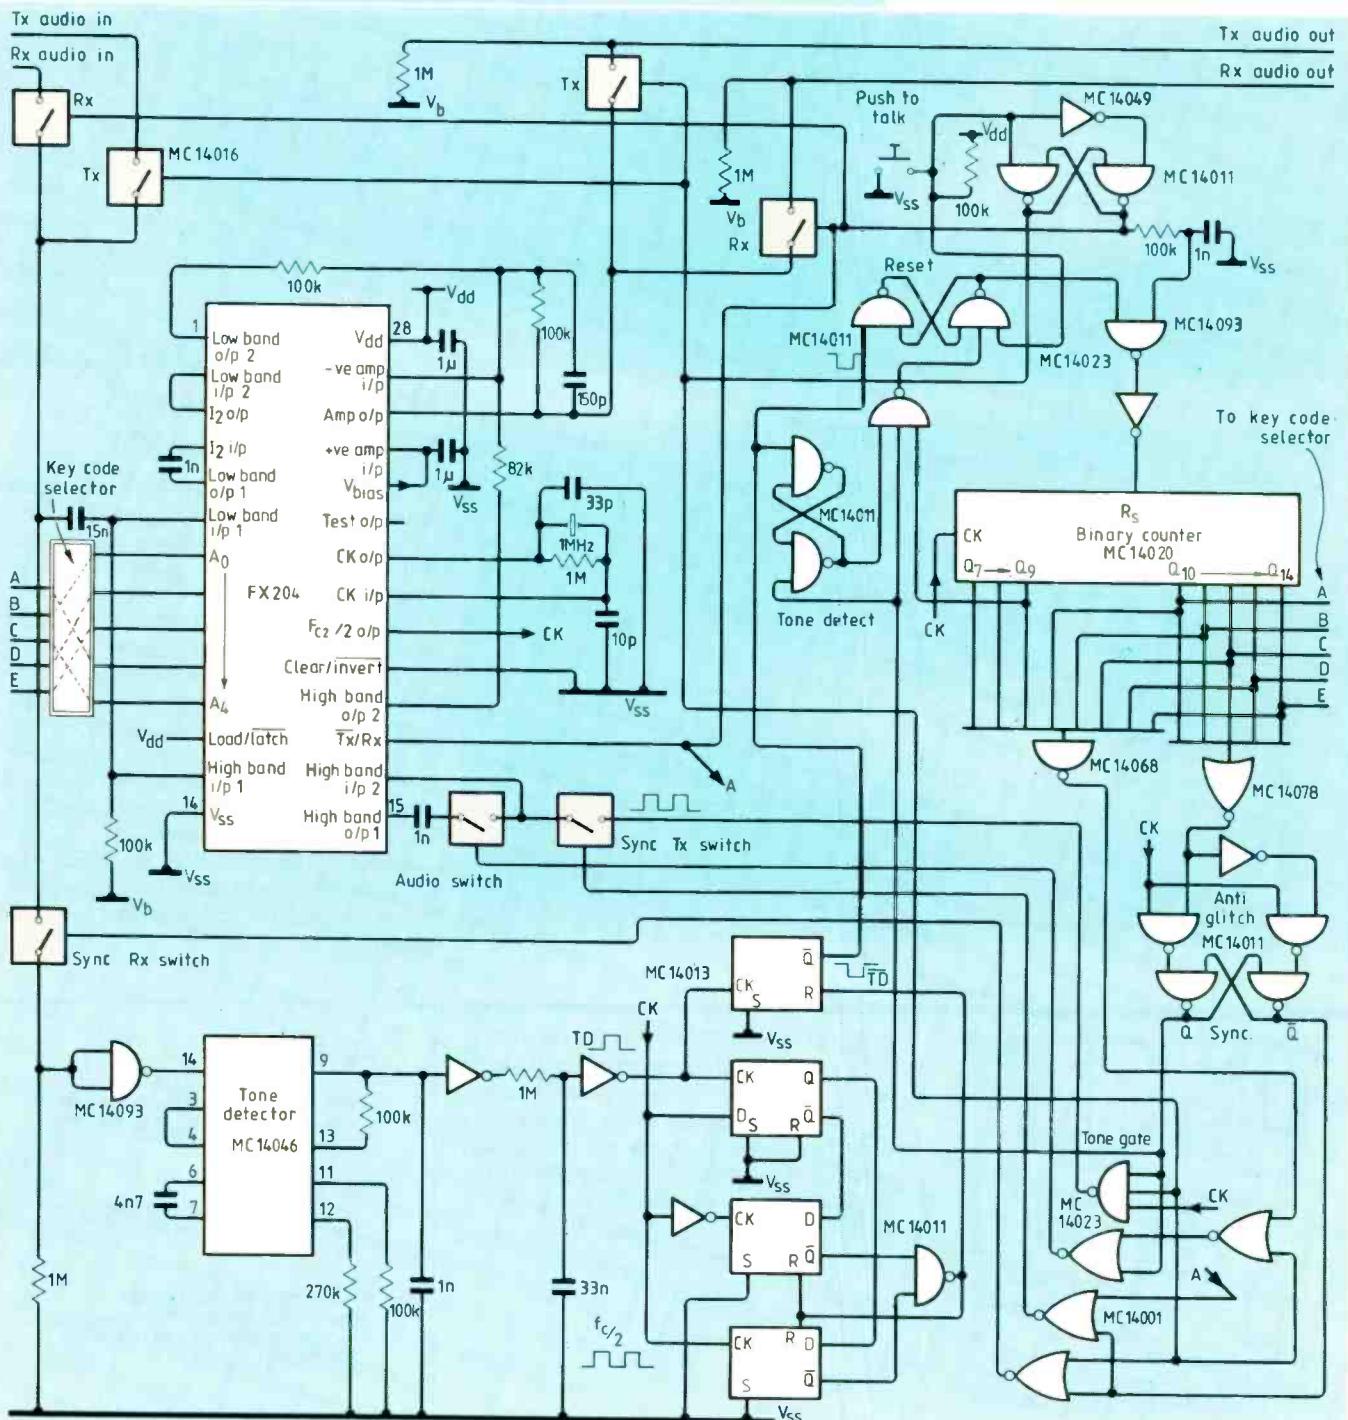 Tx audio in
Tx audio out
Rx audio in
Rx audio out
1M
Vb
Tx
Rx
Push to
talk
MC14049
Vdd
MC14016
Tx
1M
Vb
Rx
VSS
100k
MC14011
100k
1n
VSS
Reset
MC14093
MC14011
MC14023
100k
Vdd
1
Low band
o/p 2
Low band
i/p 2
I2 o/p
I2 i/p
Low band
o/p 1
Low band
i/p 1
A0
FX204
A4
Load/latch
High band
i/p 1
14
VSS
28
Vdd
-ve amp
i/p
Amp o/p
+ve amp
i/p
Vbias
Test o/p
CK o/p
CK i/p
FC2/2 o/p
Clear/invert
High band
o/p 2
Tx/Rx
High band
i/p 2
15
High band
o/p 1
1µ
100k
150p
1µ
VSS
82k
33p
1MHz
1M
10p
CK
VSS
1n
Key code
selector
15n
A
B
C
D
E
Vdd
VSS
100k
Vb
A
1n
Audio switch
Sync Tx switch
MC14011
Tone detect
To key code
selector
RS
Binary counter
MC14020
CK
Q7
Q9
Q10
Q14
CK
A
B
C
D
E
MC14068
MC14078
CK
Anti
glitch
MC14011
Q
Sync.
Q̅
Sync Rx switch
MC14093
14
3
4
6
7
4n7
Tone
detector
MC14046
9
13
11
12
100k
270k
100k
1n
1M
1M
TD
33n
fc/2
CK
MC14013
CK
S
Q̅
R
T̅D̅
VSS
CK
D
S
Q
Q̅
R
VSS
CK
D
S
Q̅
R
MC14011
CK
R
D
S
Q̅
VSS
Tone gate
MC
14023
CK
A
MC14001